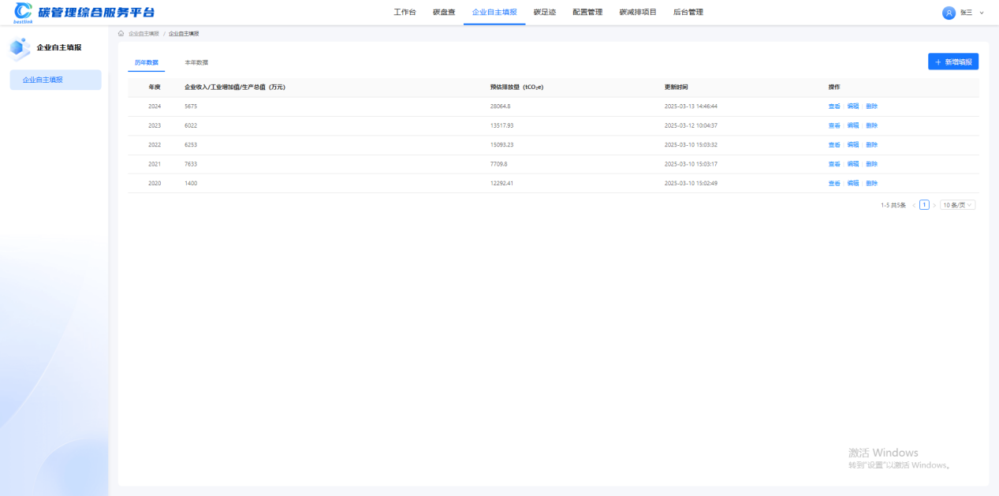 bestlink 碳管理综合服务平台 工作台 碳盘查 企业自主填报 碳足迹 配置管理 碳减排项目 后台管理 张三
企业自主填报 / 企业自主填报
企业自主填报
企业自主填报
历年数据 本年数据 + 新增填报
年度 企业收入/工业增加值/生产总值 (万元) 预估排放量 (tCO₂e) 更新时间 操作
2024 5675 28064.8 2025-03-13 14:46:44 查看 编辑 删除
2023 6022 13517.93 2025-03-12 10:04:37 查看 编辑 删除
2022 6253 15093.23 2025-03-10 15:03:32 查看 编辑 删除
2021 7633 7709.8 2025-03-10 15:03:17 查看 编辑 删除
2020 1400 12292.41 2025-03-10 15:02:49 查看 编辑 删除
1-5 共5条 < 1 > 10 条/页
激活 Windows
转到"设置"以激活 Windows。